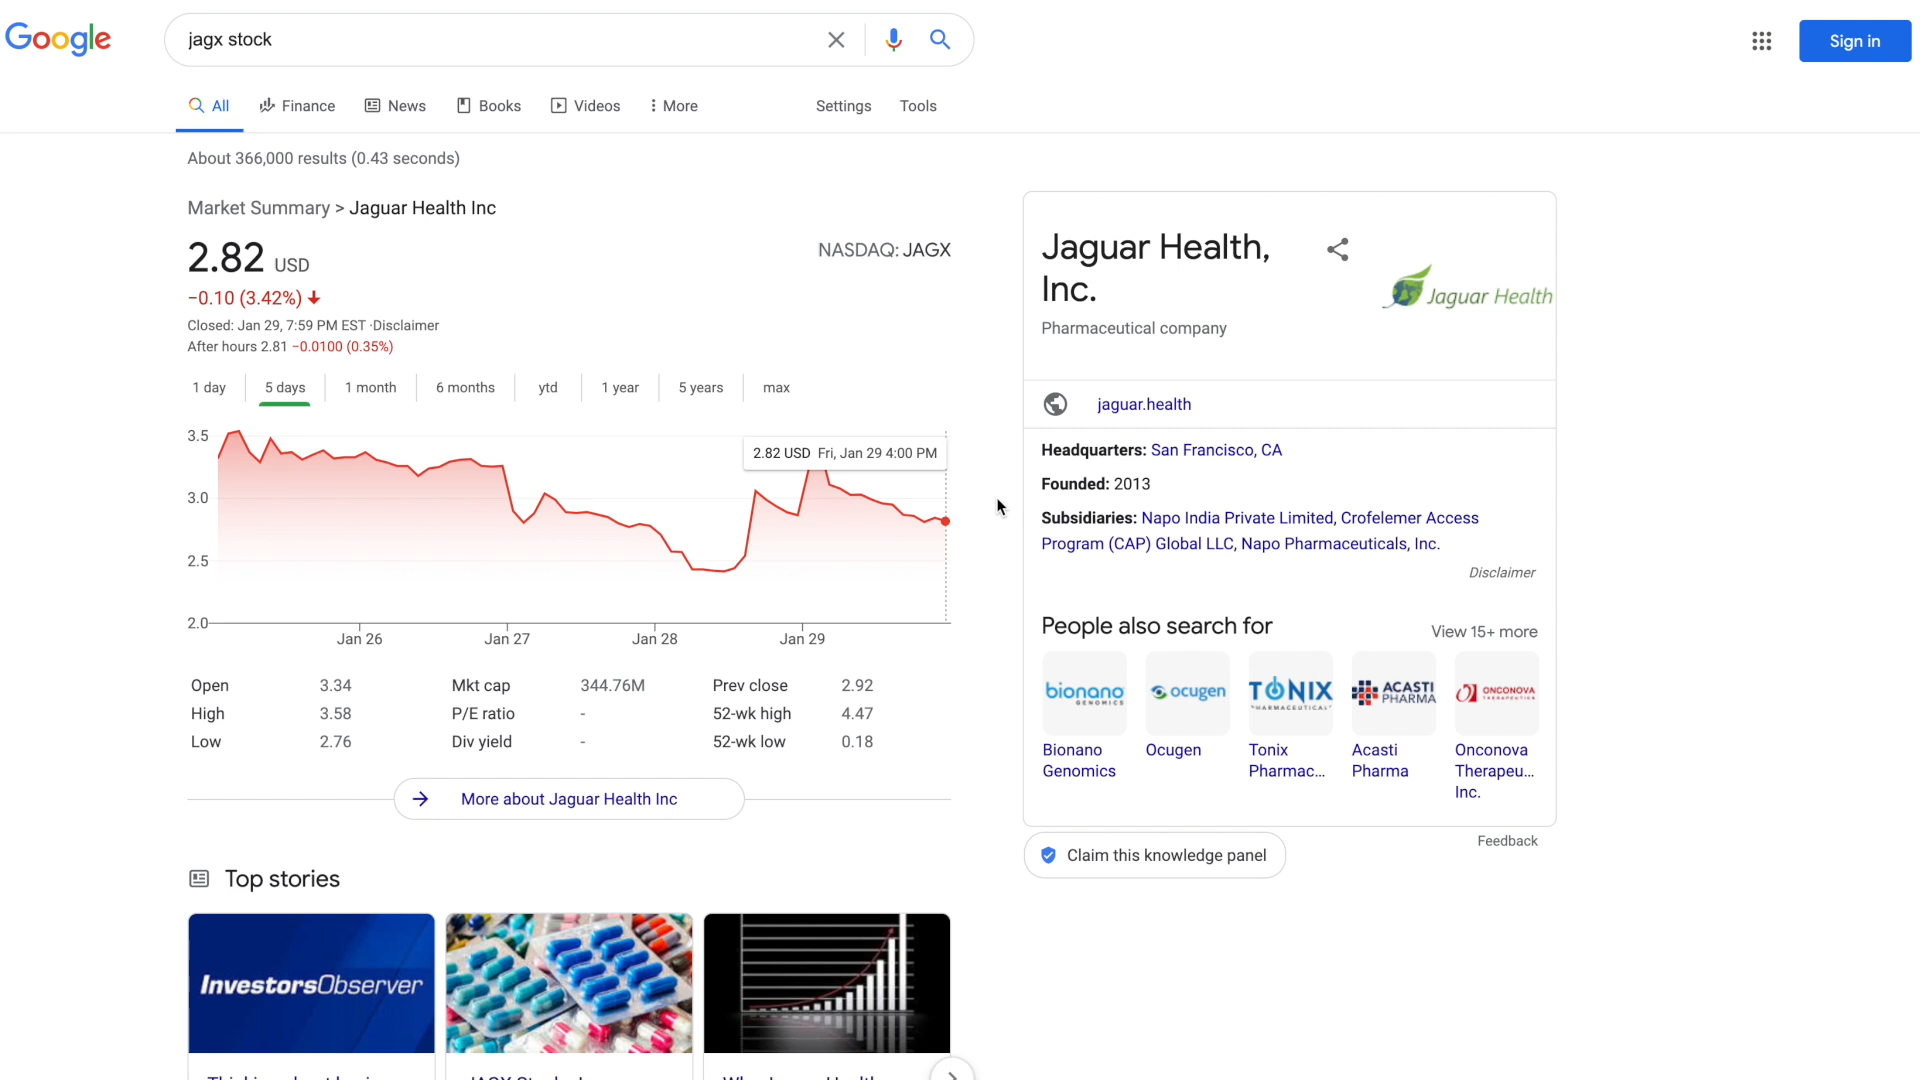 Google
jagx stock
Sign in
All
Finance
News
Books
Videos
More
Settings
Tools
About 366,000 results (0.43 seconds)
Market Summary > Jaguar Health Inc
2.82 USD
NASDAQ: JAGX
−0.10 (3.42%)
Closed: Jan 29, 7:59 PM EST ·Disclaimer
After hours 2.81 −0.0100 (0.35%)
1 day
5 days
1 month
6 months
ytd
1 year
5 years
max
3.5
3.0
2.5
2.0
2.82 USD Fri, Jan 29 4:00 PM
Jan 26
Jan 27
Jan 28
Jan 29
Open 3.34
Mkt cap 344.76M
Prev close 2.92
High 3.58
P/E ratio -
52-wk high 4.47
Low 2.76
Div yield -
52-wk low 0.18
More about Jaguar Health Inc
Top stories
InvestorsObserver
Jaguar Health,
Inc.
Pharmaceutical company
Jaguar Health
jaguar.health
Headquarters: San Francisco, CA
Founded: 2013
Subsidiaries: Napo India Private Limited, Crofelemer Access
Program (CAP) Global LLC, Napo Pharmaceuticals, Inc.
Disclaimer
People also search for
View 15+ more
bionano
GENOMICS
ocugen
TONIX
PHARMACEUTICAL
ACASTI
PHARMA
ONCONOVA
THERAPEUTICS
Bionano
Genomics
Ocugen
Tonix
Pharmac...
Acasti
Pharma
Onconova
Therapeu...
Inc.
Feedback
Claim this knowledge panel